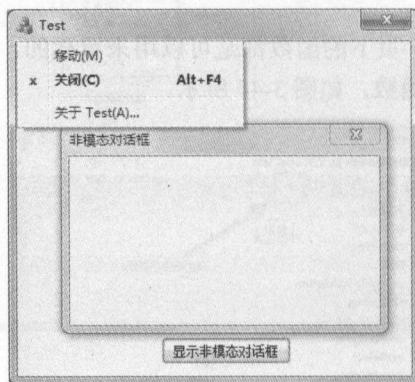 Test
移动(M)
x 关闭(C) Alt+F4
关于 Test(A)...
非模态对话框
显示非模态对话框